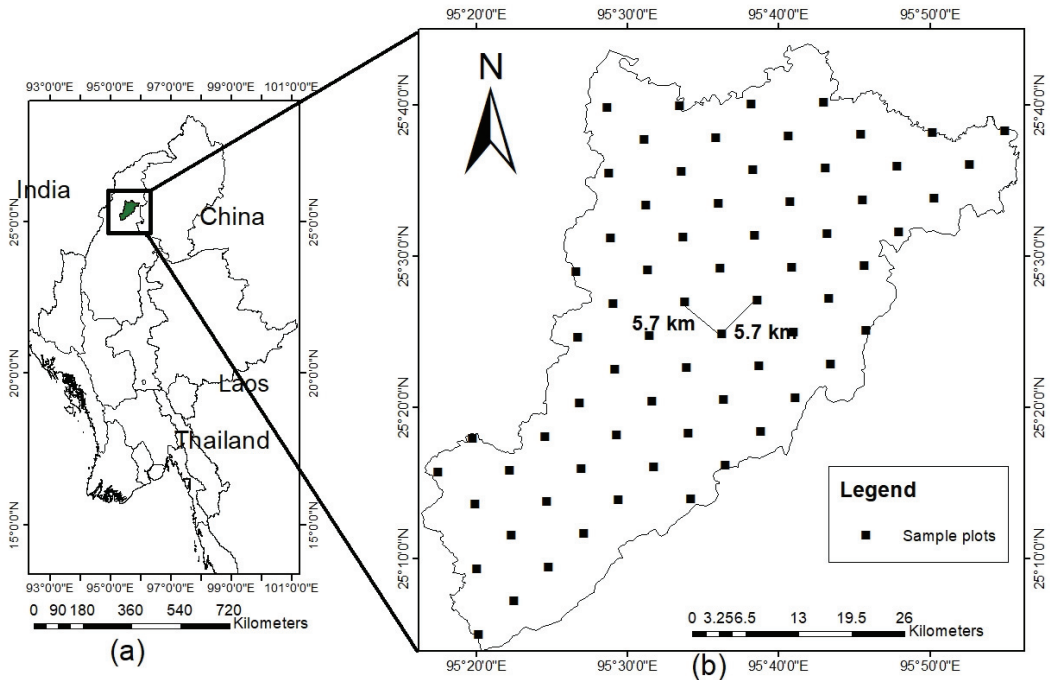 93°0'0"E 95°0'0"E 97°0'0"E 99°0'0"E 101°0'0"E
India
China
Laos
Thailand
25°0'0"N
20°0'0"N
15°0'0"N
25°0'0"N
20°0'0"N
15°0'0"N
93°0'0"E 95°0'0"E 97°0'0"E 99°0'0"E 101°0'0"E
0 90 180 360 540 720
Kilometers
(a)
95°20'0"E 95°30'0"E 95°40'0"E 95°50'0"E
N
25°40'0"N
25°30'0"N
25°20'0"N
25°10'0"N
5.7 km 5.7 km
25°40'0"N
25°30'0"N
25°20'0"N
25°10'0"N
Legend
Sample plots
0 3.25 6.5 13 19.5 26
Kilometers
95°20'0"E 95°30'0"E 95°40'0"E 95°50'0"E
(b)